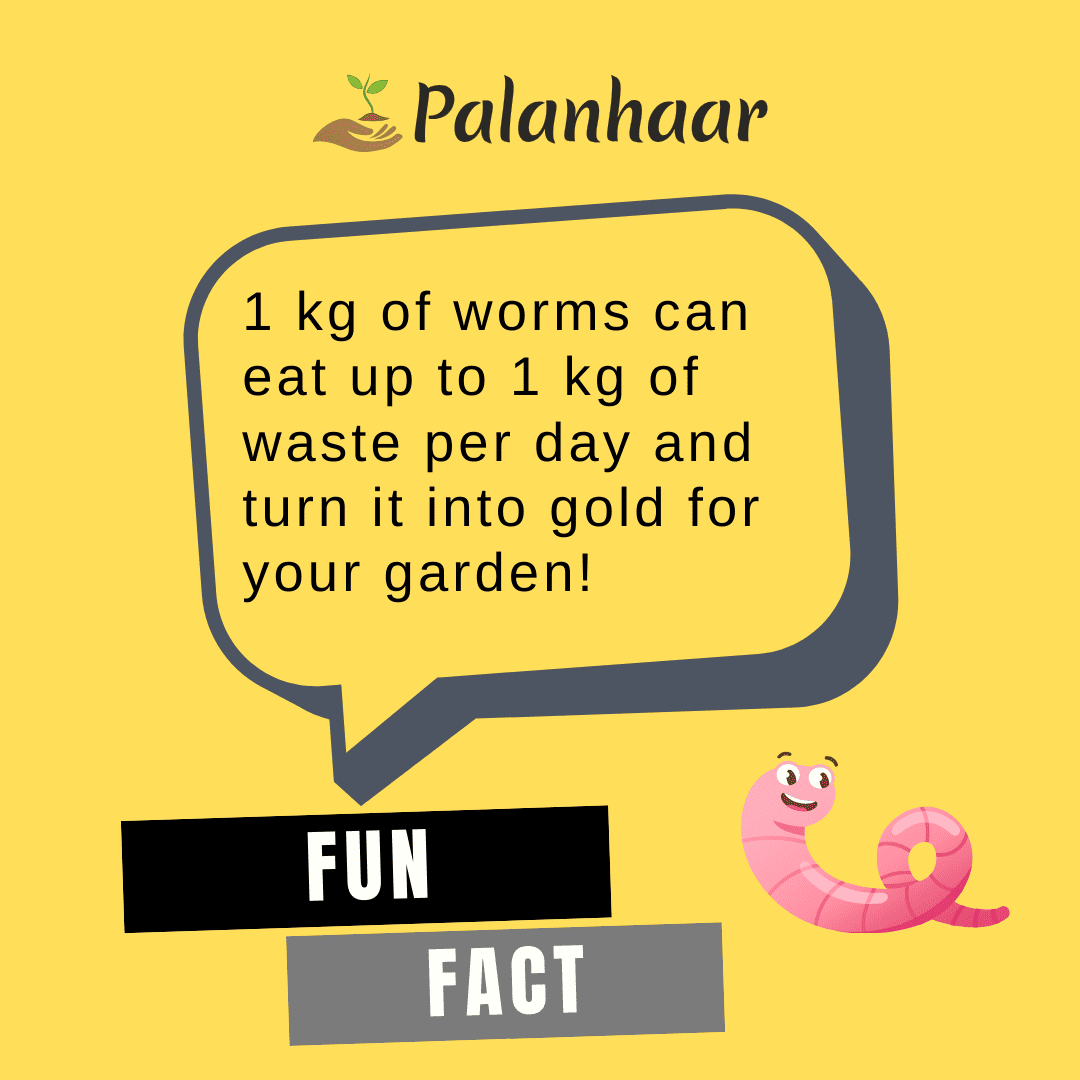 Palanhaar
1 kg of worms can
eat up to 1 kg of
waste per day and
turn it into gold for
your garden!
FUN
FACT